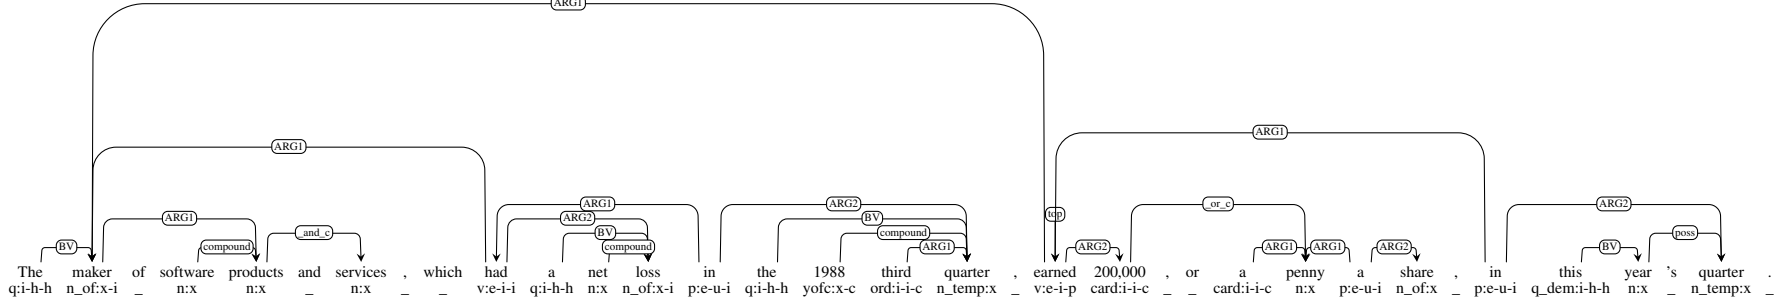 ARG1
ARG1 ARG1
ARG1 _or_c ARG2 ARG2
top
ARG1 ARG2 BV
_and_c BV compound poss
BV compound compound ARG1 ARG2 ARG1 ARG1 ARG2 BV
The maker of software products and services , which had a net loss in the 1988 third quarter , earned 200,000 , or a penny a share , in this year 's quarter .
q:i-h-h n_of:x-i _ n:x n:x _ n:x _ _ v:e-i-i q:i-h-h n:x n_of:x-i p:e-u-i q:i-h-h yofc:x-c ord:i-i-c n_temp:x _ v:e-i-p card:i-i-c _ _ card:i-i-c n:x p:e-u-i n_of:x _ p:e-u-i q_dem:i-h-h n:x _ n_temp:x _